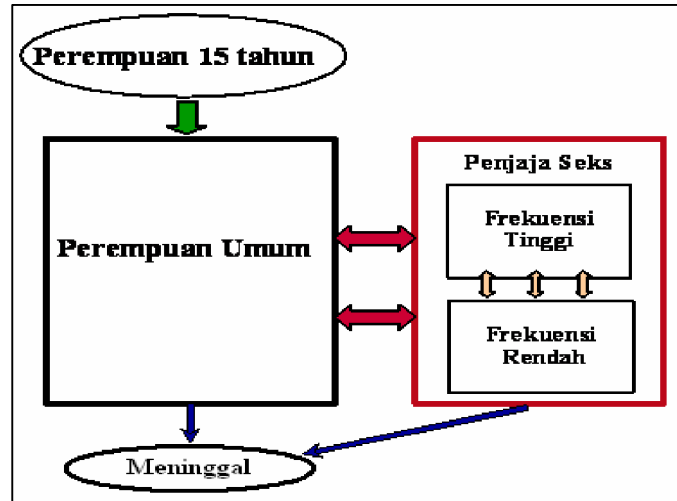 Perempuan 15 tahun
Penjaja Seks
Perempuan Umum
Frekuensi
Tinggi
Frekuensi
Rendah
Meninggal